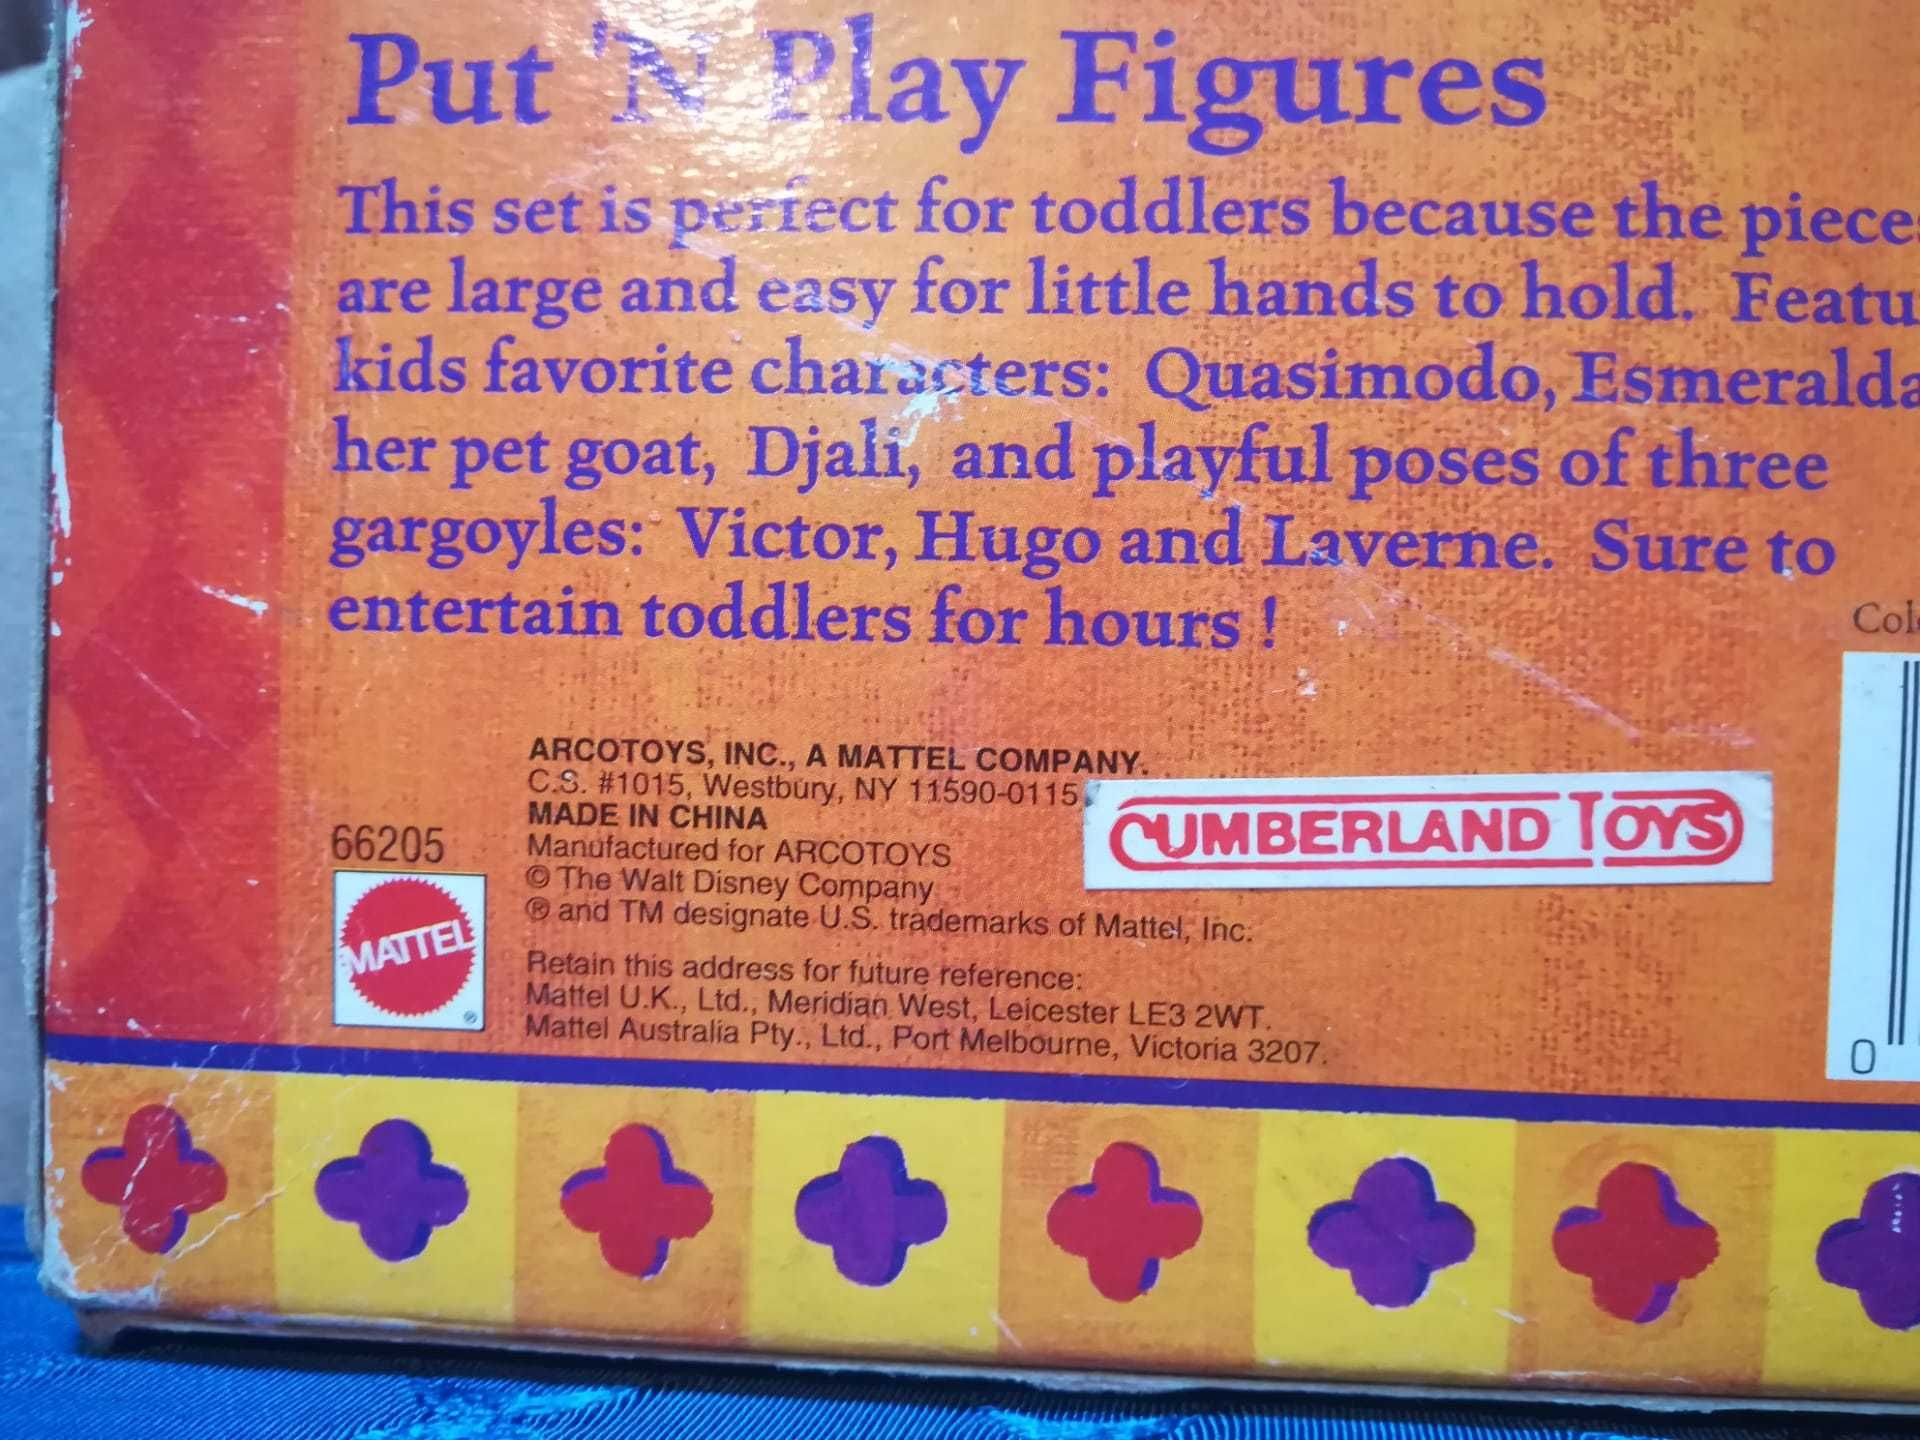 Put 'N Play Figures
This set is perfect for toddlers because the pieces
are large and easy for little hands to hold. Featu
kids favorite characters: Quasimodo, Esmeralda
her pet goat, Djali, and playful poses of three
gargoyles: Victor, Hugo and Laverne. Sure to
entertain toddlers for hours !
Col
ARCOTOYS, INC., A MATTEL COMPANY.
C.S. #1015, Westbury, NY 11590-0115
MADE IN CHINA
Manufactured for ARCOTOYS
© The Walt Disney Company
® and TM designate U.S. trademarks of Mattel, Inc.
CUMBERLAND TOYS
66205
MATTEL
®
Retain this address for future reference:
Mattel U.K., Ltd., Meridian West, Leicester LE3 2WT.
Mattel Australia Pty., Ltd., Port Melbourne, Victoria 3207.
0